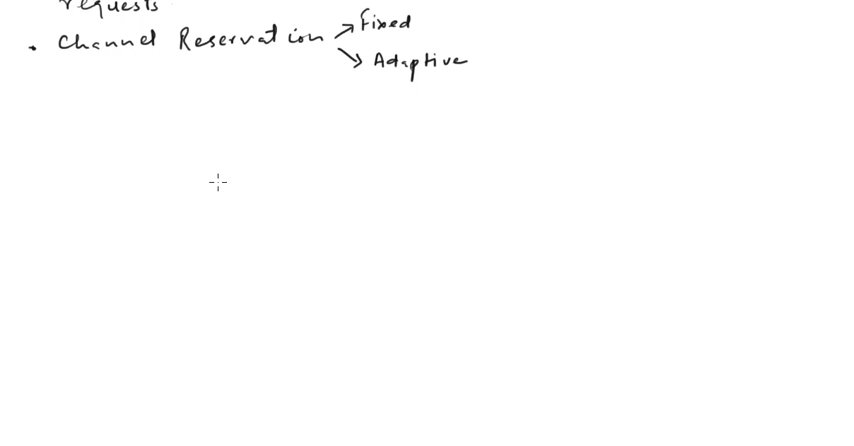 requests
• Channel Reservation ↗ Fixed
↘ Adaptive